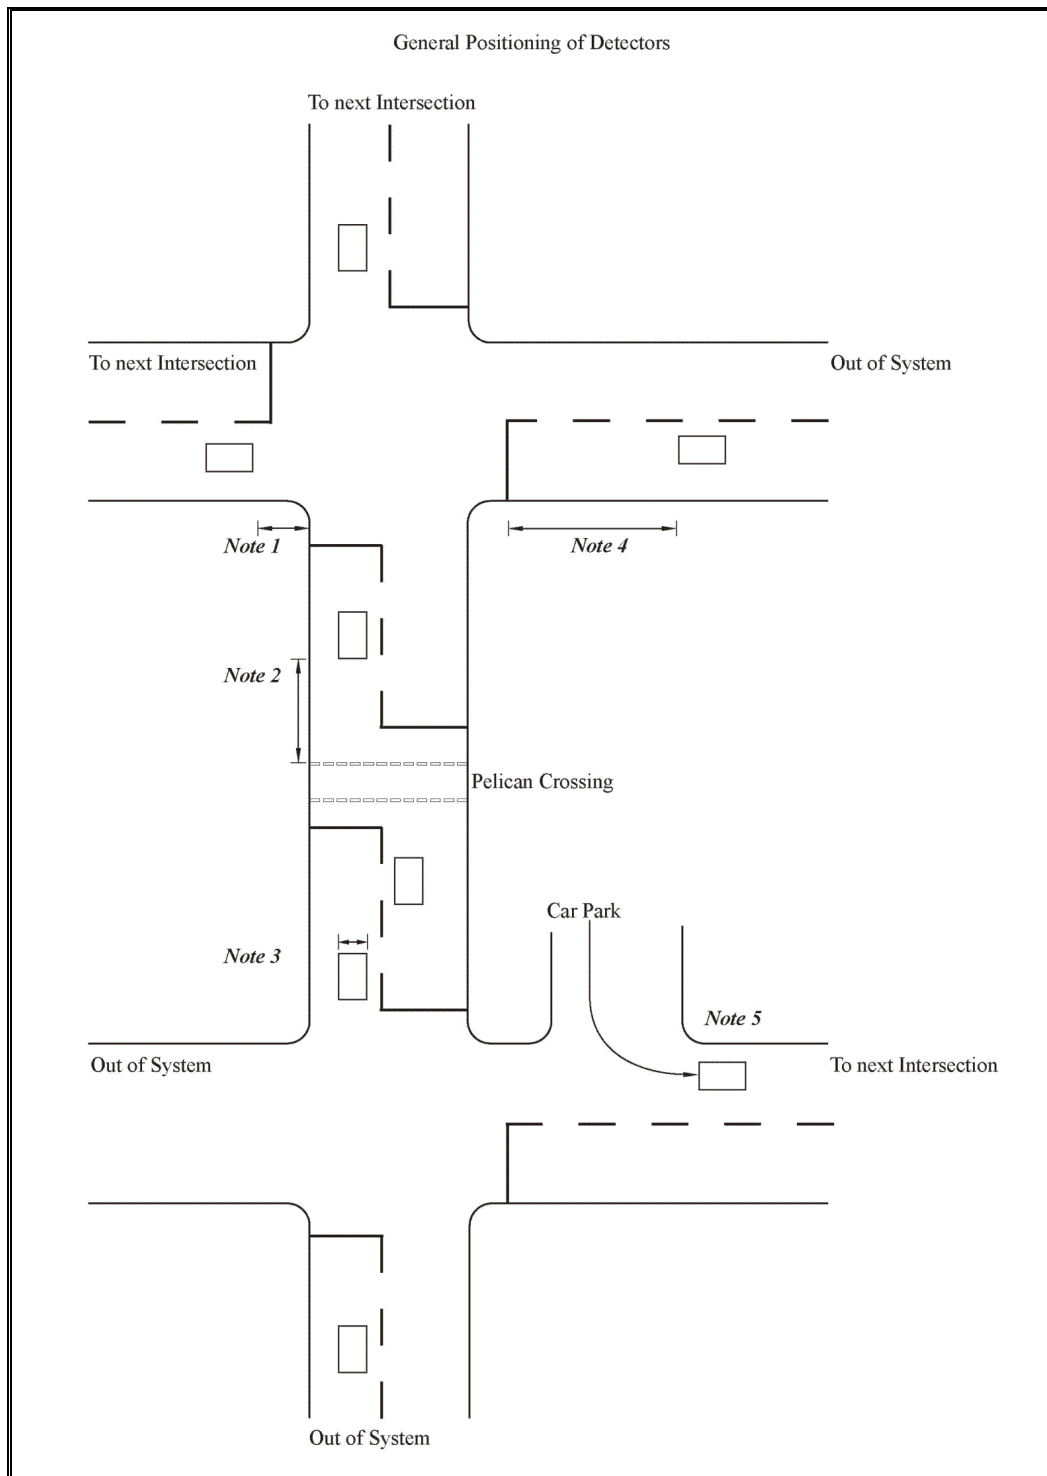 General Positioning of Detectors
To next Intersection
To next Intersection
Out of System
Note 1
Note 4
Note 2
Pelican Crossing
Car Park
Note 3
Note 5
Out of System
To next Intersection
Out of System